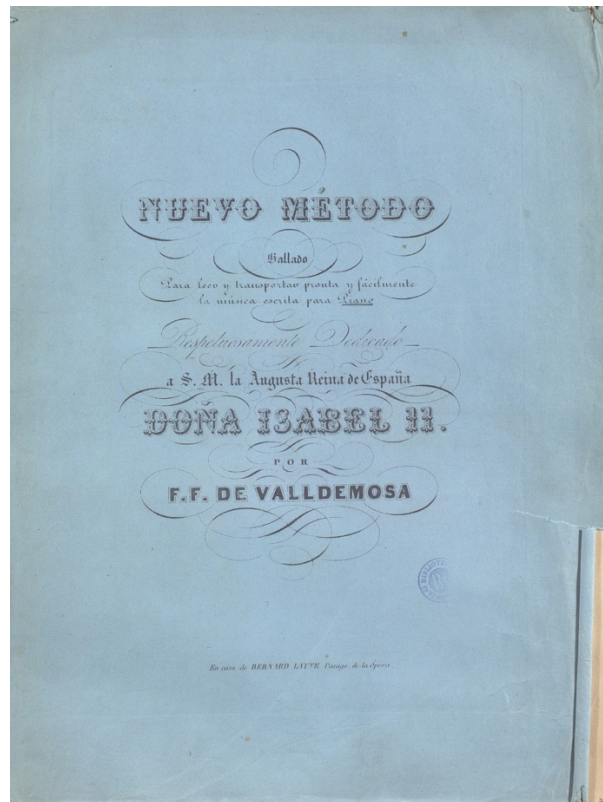 NUEVO MÉTODO
Hallado
Para leer y transportar pronta y fácilmente
la música escrita para Piano
Respetuosamente Dedicado
a S. M. la Augusta Reina de España
DOÑA ISABEL II.
POR
F. F. DE VALLDEMOSA
En casa de BERNARD LATTE Pasage de la Opera